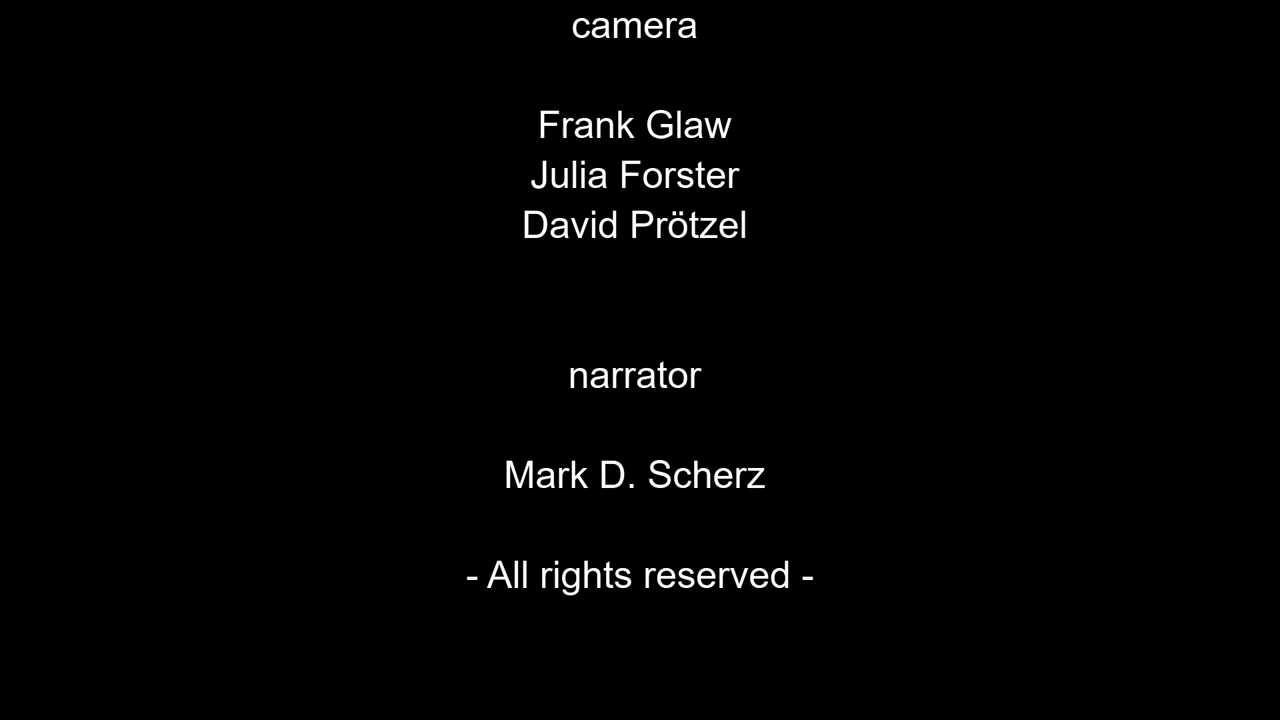 camera
Frank Glaw
Julia Forster
David Prötzel
narrator
Mark D. Scherz
- All rights reserved -